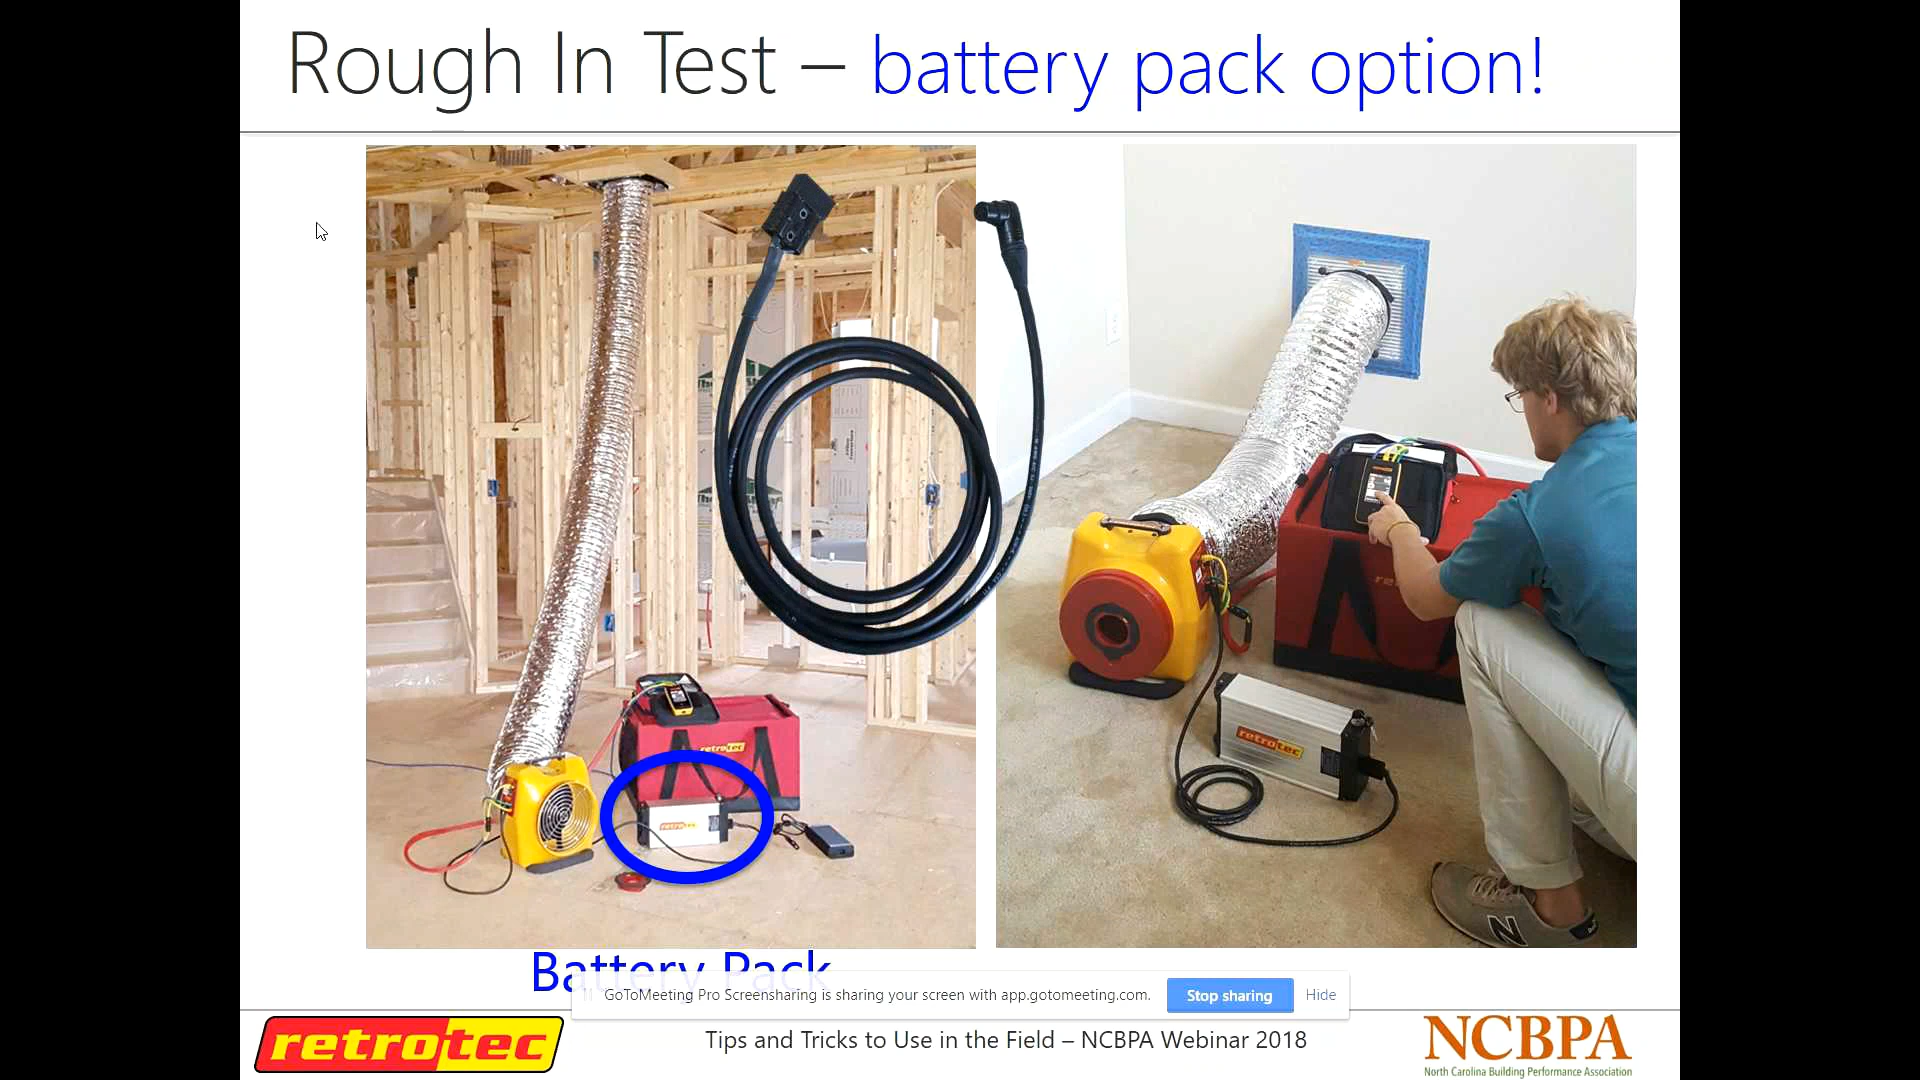 Rough In Test – battery pack option!
retrotec
retrotec
retrotec
N
Battery Pack
GoToMeeting Pro Screensharing is sharing your screen with app.gotomeeting.com.
Stop sharing
Hide
retrotec
Tips and Tricks to Use in the Field – NCBPA Webinar 2018
NCBPA
North Carolina Building Performance Association